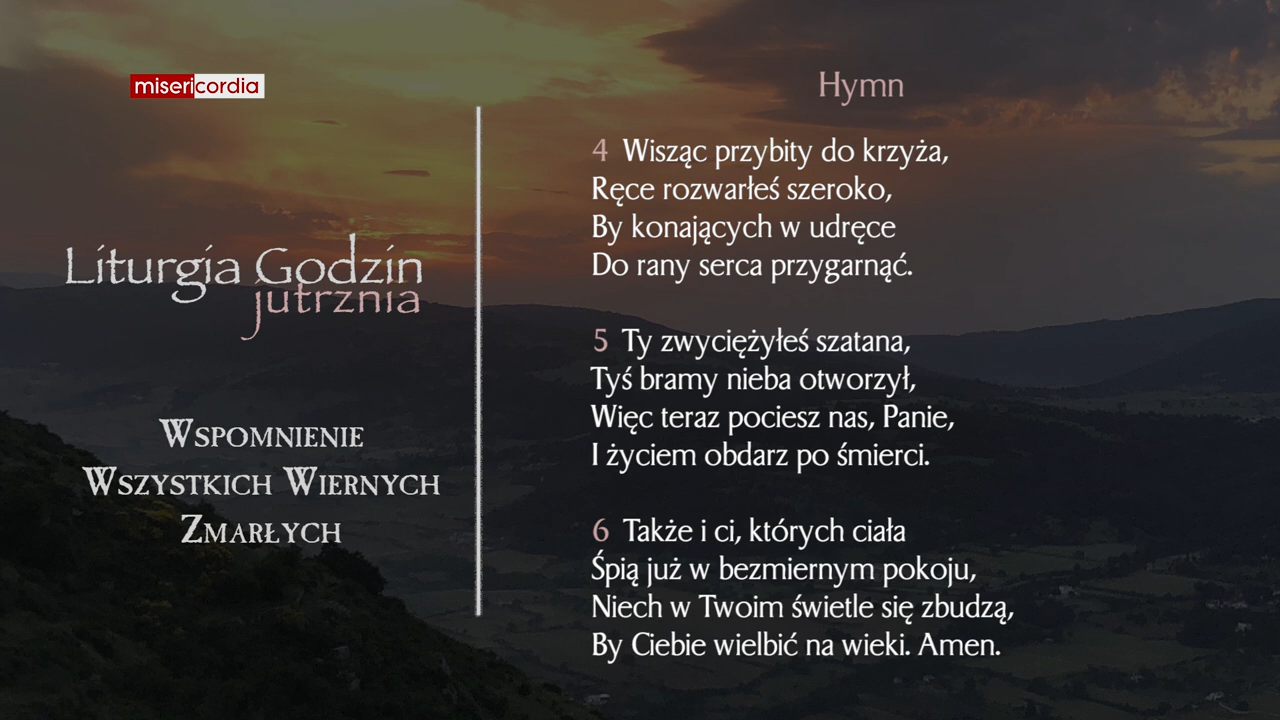 misericordia
Liturgia Godzin
jutrznia
Wspomnienie
Wszystkich Wiernych
Zmarłych
Hymn
4 Wisząc przybity do krzyża,
Ręce rozwarłeś szeroko,
By konających w udręce
Do rany serca przygarnąć.
5 Ty zwyciężyłeś szatana,
Tyś bramy nieba otworzył,
Więc teraz pociesz nas, Panie,
I życiem obdarz po śmierci.
6 Także i ci, których ciała
Śpią już w bezmiernym pokoju,
Niech w Twoim świetle się zbudzą,
By Ciebie wielbić na wieki. Amen.